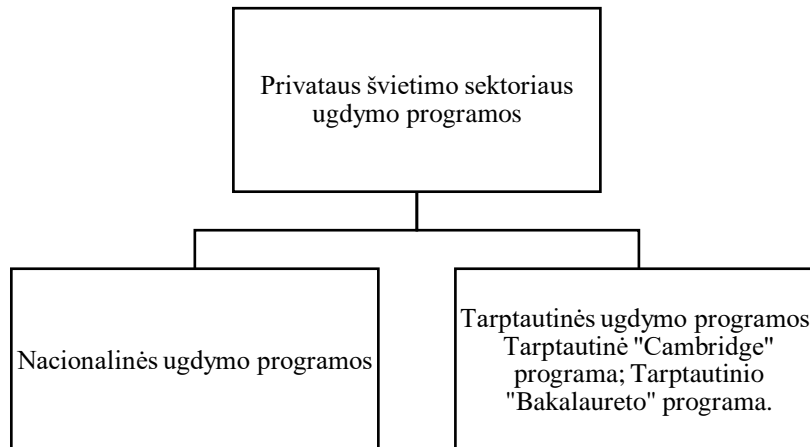 Privataus švietimo sektoriaus
ugdymo programos
Nacionalinės ugdymo programos
Tarptautinės ugdymo programos
Tarptautinė "Cambridge"
programa; Tarptautinio
"Bakalaureto" programa.